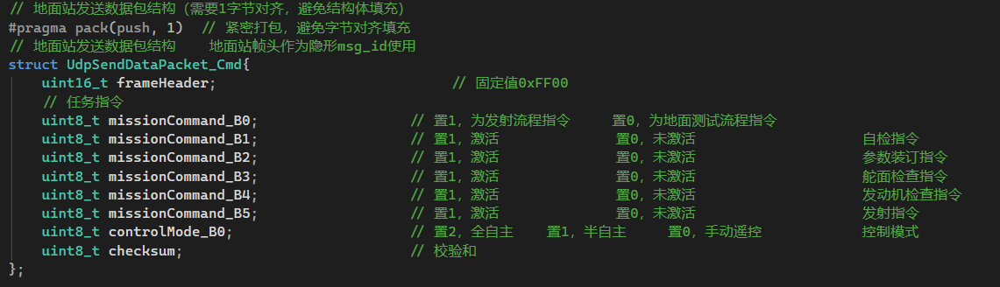 // 地面站发送数据包结构（需要1字节对齐，避免结构体填充）
#pragma pack(push, 1)  // 紧密打包，避免字节对齐填充
// 地面站发送数据包结构    地面站帧头作为隐形msg_id使用
struct UdpSendDataPacket_Cmd{
    uint16_t frameHeader;                            // 固定值0xFF00
    // 任务指令
    uint8_t missionCommand_B0;                  // 置1，为发射流程指令     置0，为地面测试流程指令
    uint8_t missionCommand_B1;                  // 置1，激活              置0，未激活                    自检指令
    uint8_t missionCommand_B2;                  // 置1，激活              置0，未激活                    参数装订指令
    uint8_t missionCommand_B3;                  // 置1，激活              置0，未激活                    舵面检查指令
    uint8_t missionCommand_B4;                  // 置1，激活              置0，未激活                    发动机检查指令
    uint8_t missionCommand_B5;                  // 置1，激活              置0，未激活                    发射指令
    uint8_t controlMode_B0;                     // 置2，全自主    置1，半自主     置0，手动遥控            控制模式
    uint8_t checksum;                           // 校验和
};